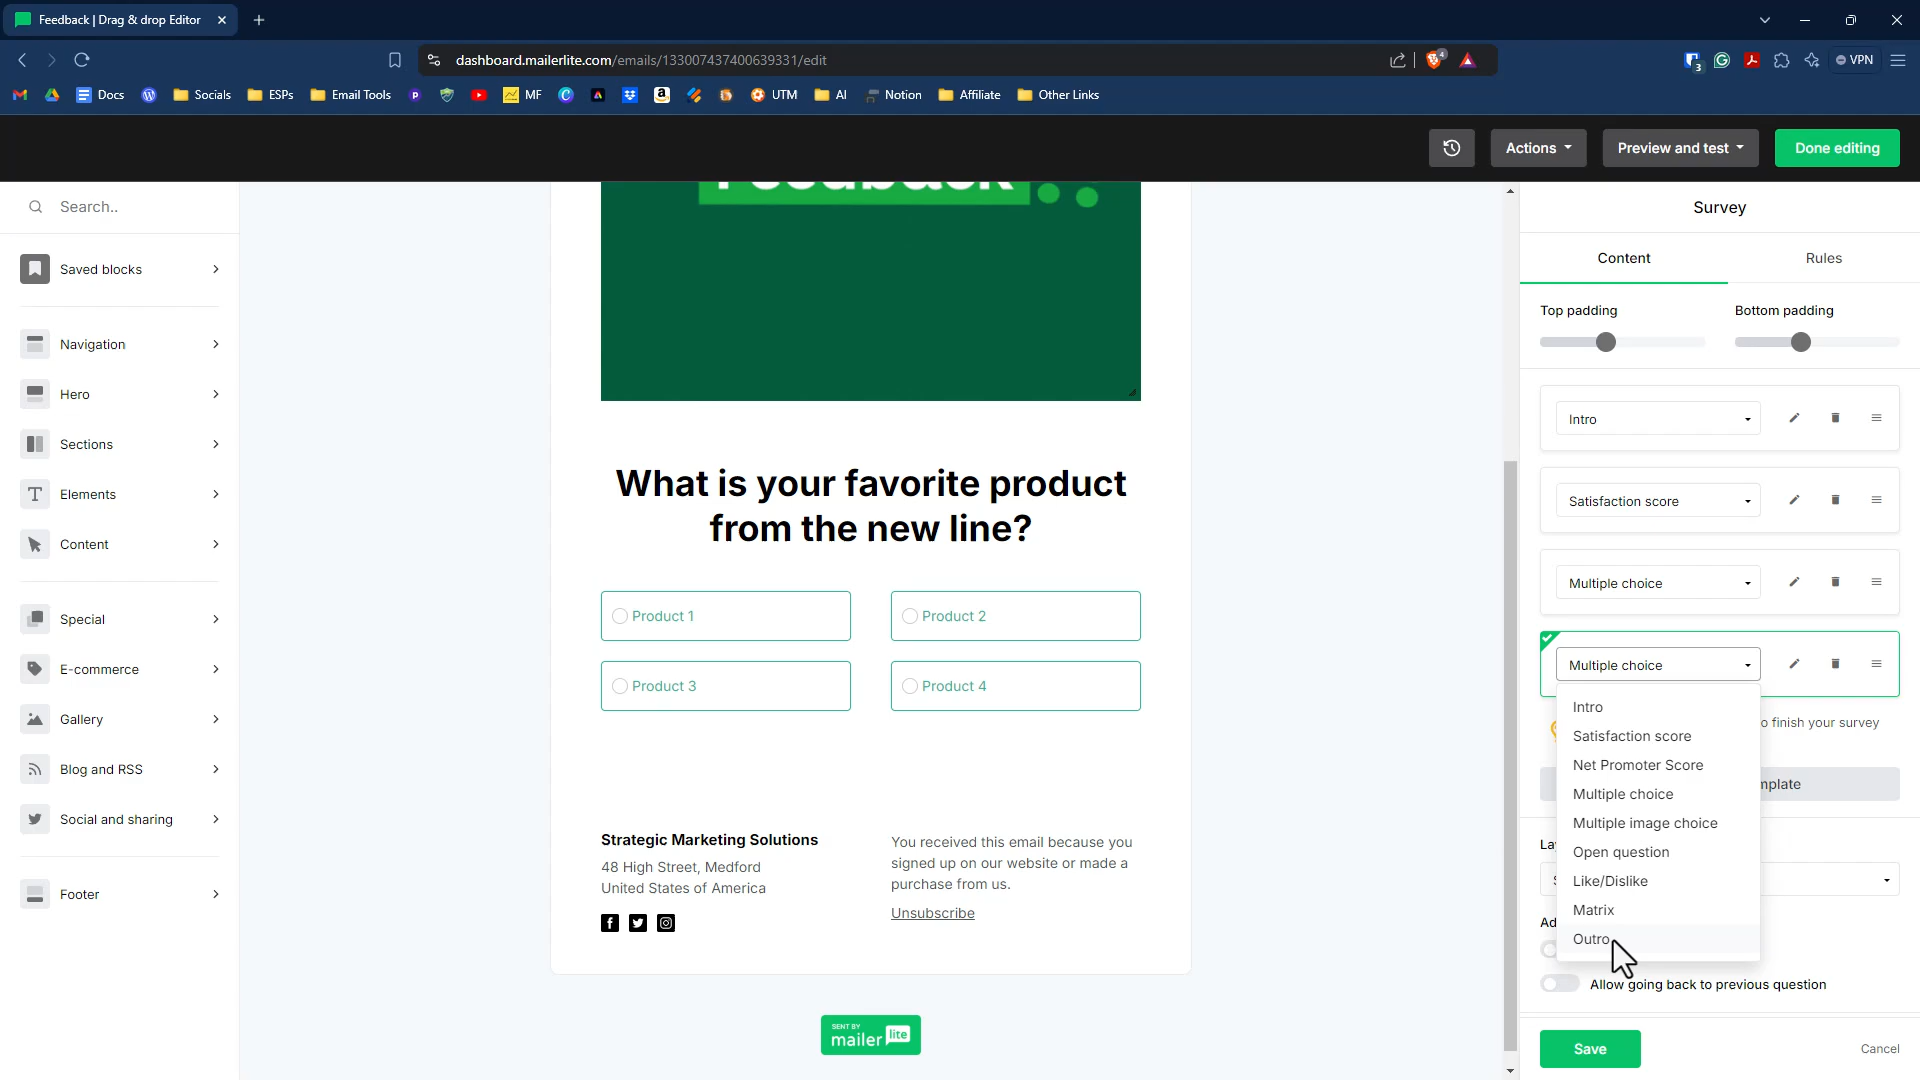 Feedback | Drag & drop Editor
dashboard.mailerlite.com/emails/133007437400639331/edit
3
4
VPN
Docs
Socials
ESPs
Email Tools
MF
UTM
AI
Notion
Affiliate
Other Links
Actions
Preview and test
Done editing
Search..
Saved blocks
Navigation
Hero
Sections
Elements
Content
Special
E-commerce
Gallery
Blog and RSS
Social and sharing
Footer
Feedback
What is your favorite product
from the new line?
Product 1
Product 2
Product 3
Product 4
Strategic Marketing Solutions
48 High Street, Medford
United States of America
You received this email because you
signed up on our website or made a
purchase from us.
Unsubscribe
SENT BY
mailer lite
Survey
Content
Rules
Top padding
Bottom padding
Intro
Satisfaction score
Multiple choice
Multiple choice
Intro
Satisfaction score
Net Promoter Score
Multiple choice
Multiple image choice
Open question
Like/Dislike
Matrix
Outro
o finish your survey
mplate
La
Ad
Allow going back to previous question
Save
Cancel